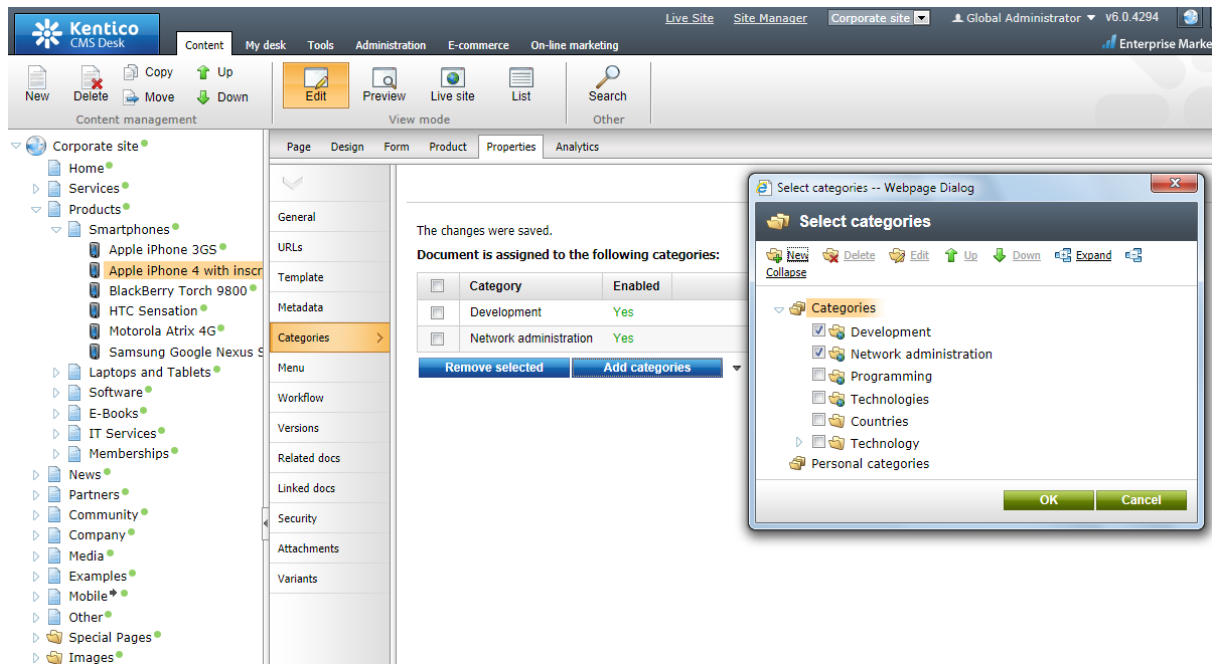 Kentico
CMS Desk
Live Site Site Manager Corporate site Global Administrator v6.0.4294
Content My desk Tools Administration E-commerce On-line marketing
Enterprise Marke
New Delete Copy Move Up Down
Content management
Edit Preview Live site List
View mode
Search
Other
Corporate site
Home
Services
Products
Smartphones
Apple iPhone 3GS
Apple iPhone 4 with inscr
BlackBerry Torch 9800
HTC Sensation
Motorola Atrix 4G
Samsung Google Nexus S
Laptops and Tablets
Software
E-Books
IT Services
Memberships
News
Partners
Community
Company
Media
Examples
Mobile
Other
Special Pages
Images
Page Design Form Product Properties Analytics
General
URLs
Template
Metadata
Categories
Menu
Workflow
Versions
Related docs
Linked docs
Security
Attachments
Variants
The changes were saved.
Document is assigned to the following categories:
Category Enabled
Development Yes
Network administration Yes
Remove selected Add categories
Select categories -- Webpage Dialog
Select categories
New Delete Edit Up Down Expand
Collapse
Categories
Development
Network administration
Programming
Technologies
Countries
Technology
Personal categories
OK Cancel